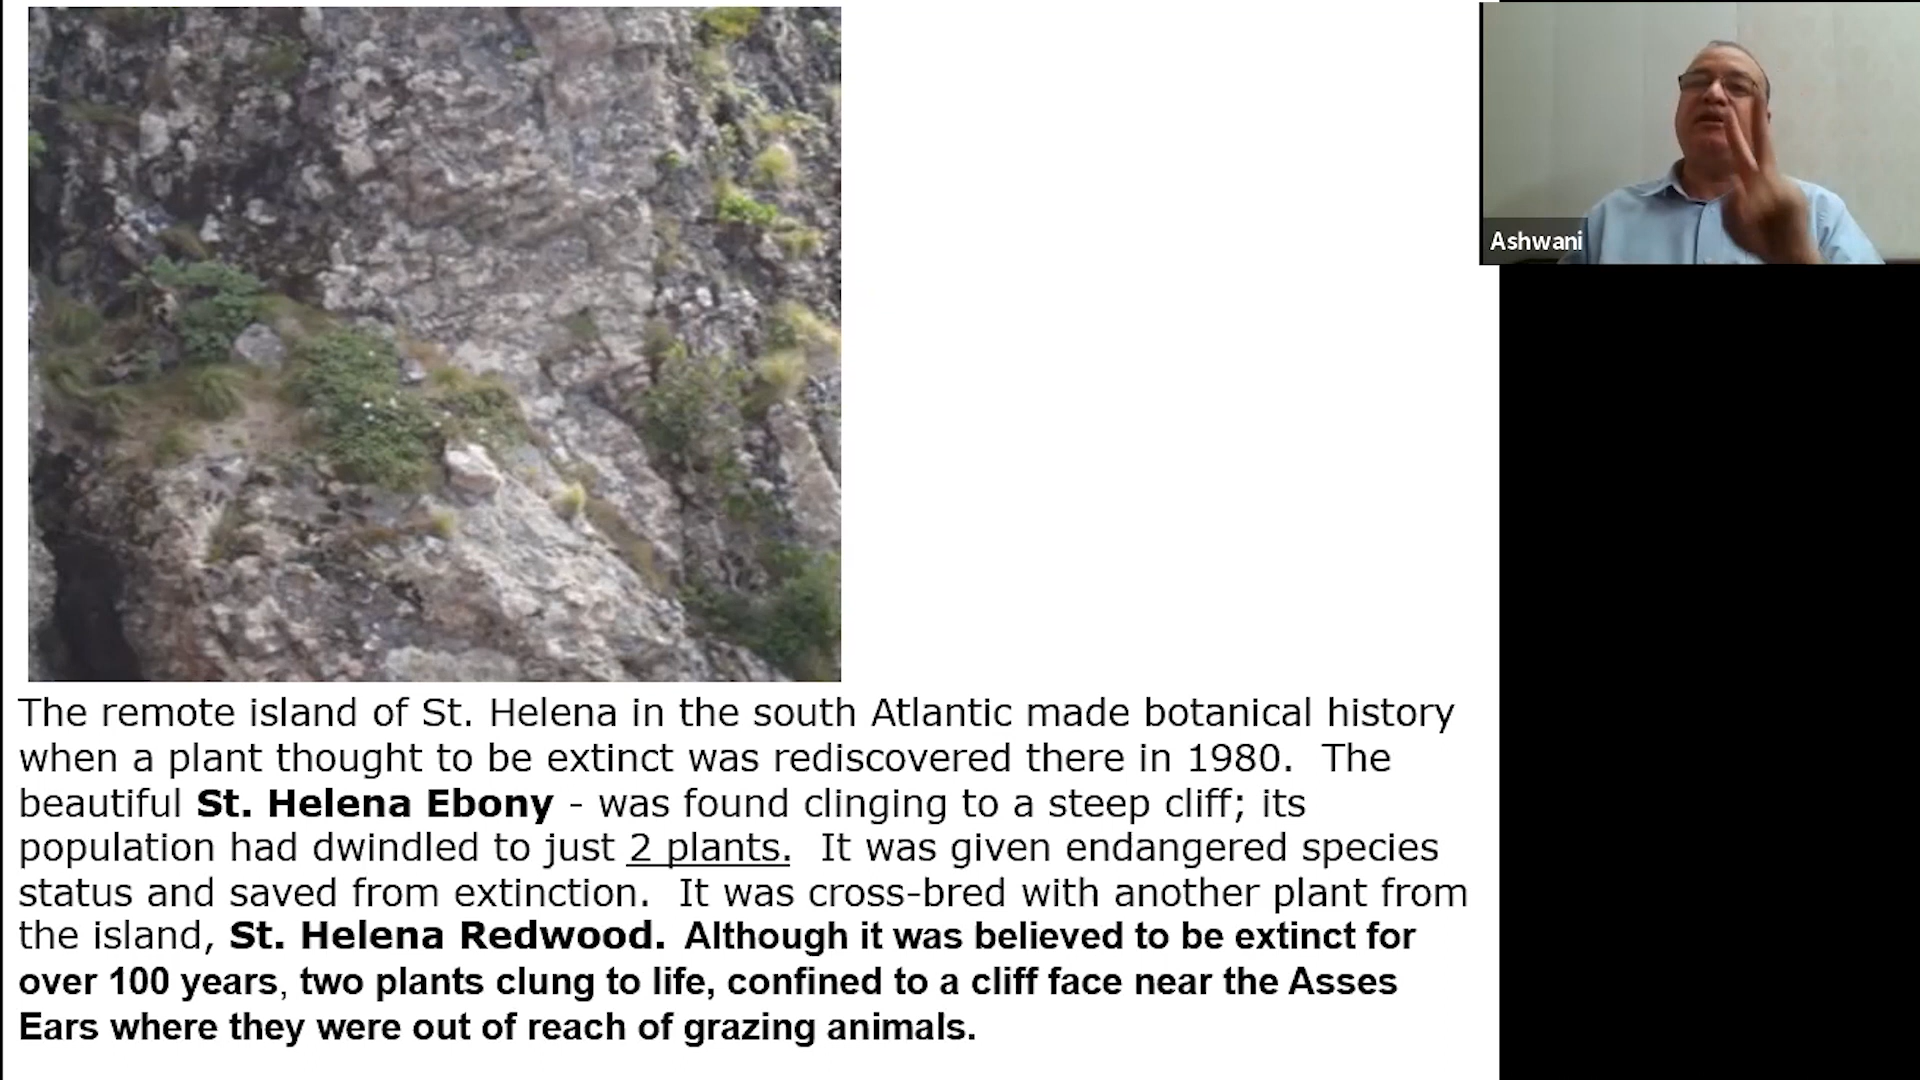 Ashwani
The remote island of St. Helena in the south Atlantic made botanical history
when a plant thought to be extinct was rediscovered there in 1980.  The
beautiful St. Helena Ebony - was found clinging to a steep cliff; its
population had dwindled to just 2 plants.  It was given endangered species
status and saved from extinction.  It was cross-bred with another plant from
the island, St. Helena Redwood. Although it was believed to be extinct for
over 100 years, two plants clung to life, confined to a cliff face near the Asses
Ears where they were out of reach of grazing animals.